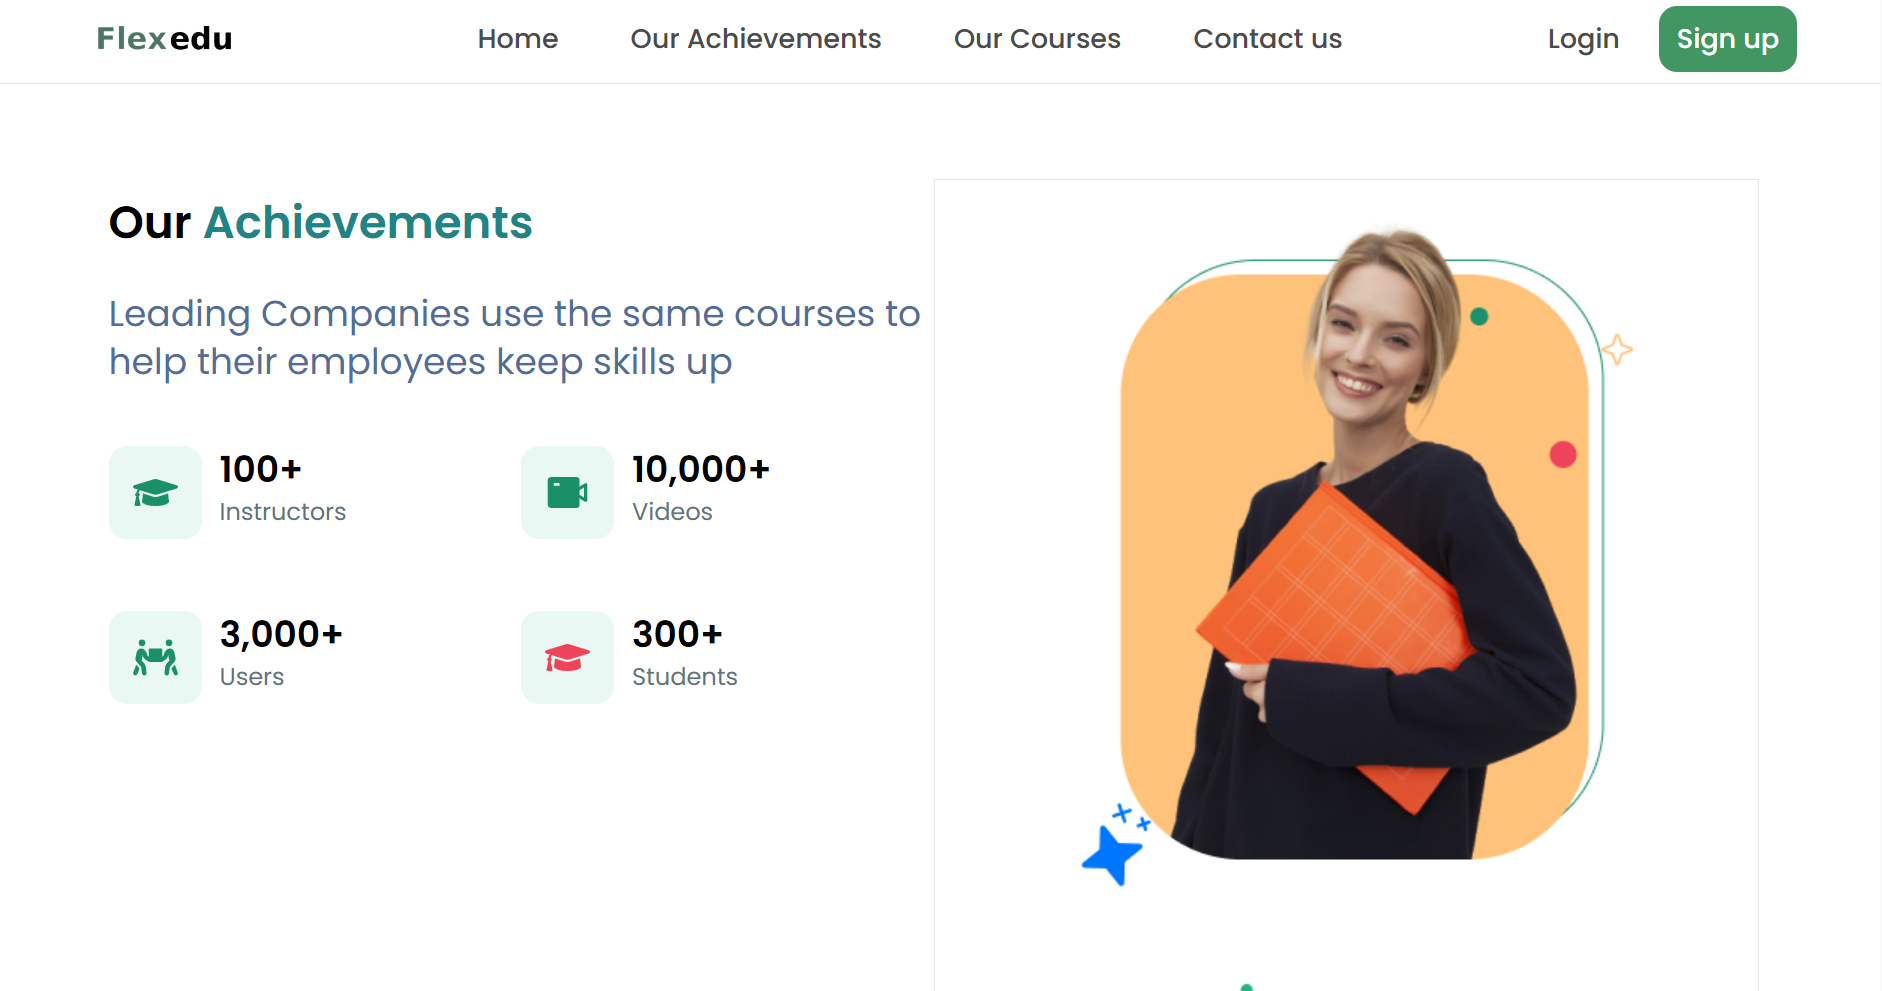 Flexedu Home Our Achievements Our Courses Contact us Login Sign up
Our Achievements
Leading Companies use the same courses to
help their employees keep skills up
100+
Instructors
10,000+
Videos
3,000+
Users
300+
Students